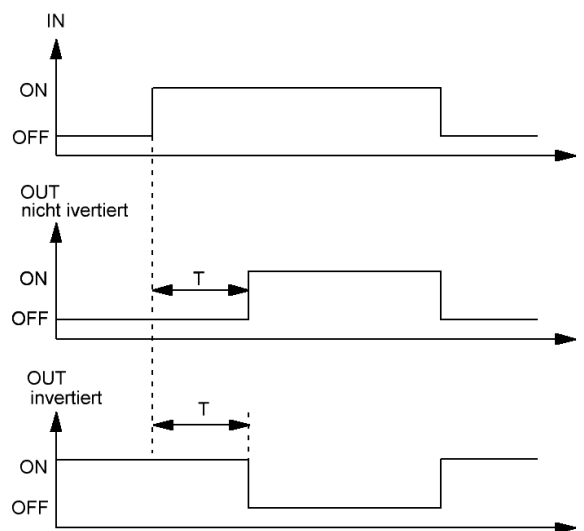 IN
ON
OFF
OUT
nicht ivertiert
ON
T
OFF
OUT
invertiert
T
ON
OFF